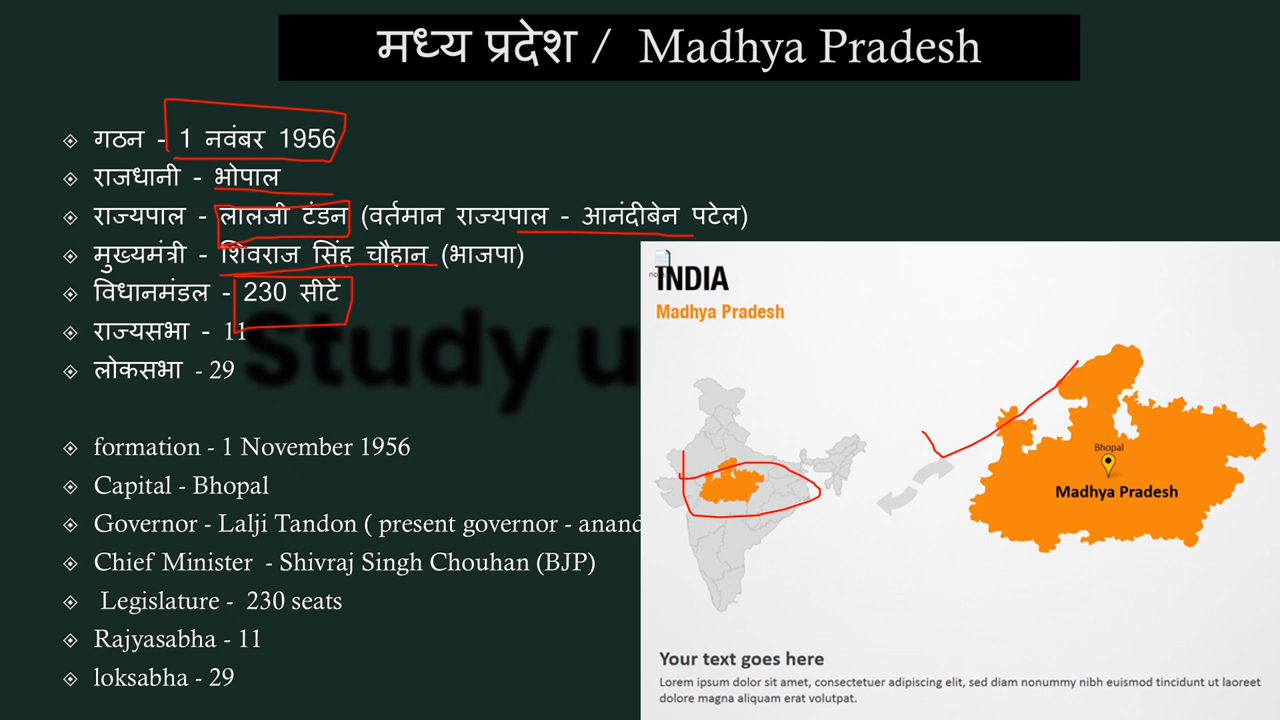 मध्य प्रदेश / Madhya Pradesh
गठन - 1 नवंबर 1956
राजधानी - भोपाल
राज्यपाल - लालजी टंडन (वर्तमान राज्यपाल - आनंदीबेन पटेल)
मुख्यमंत्री - शिवराज सिंह चौहान (भाजपा)
विधानमंडल - 230 सीटें
राज्यसभा - 11
लोकसभा - 29
Study u
formation - 1 November 1956
Capital - Bhopal
Governor - Lalji Tandon ( present governor - anand
Chief Minister - Shivraj Singh Chouhan (BJP)
Legislature - 230 seats
Rajyasabha - 11
loksabha - 29
INDIA
Madhya Pradesh
Bhopal
Madhya Pradesh
Your text goes here
Lorem ipsum dolor sit amet, consectetuer adipiscing elit, sed diam nonummy nibh euismod tincidunt ut laoreet
dolore magna aliquam erat volutpat.